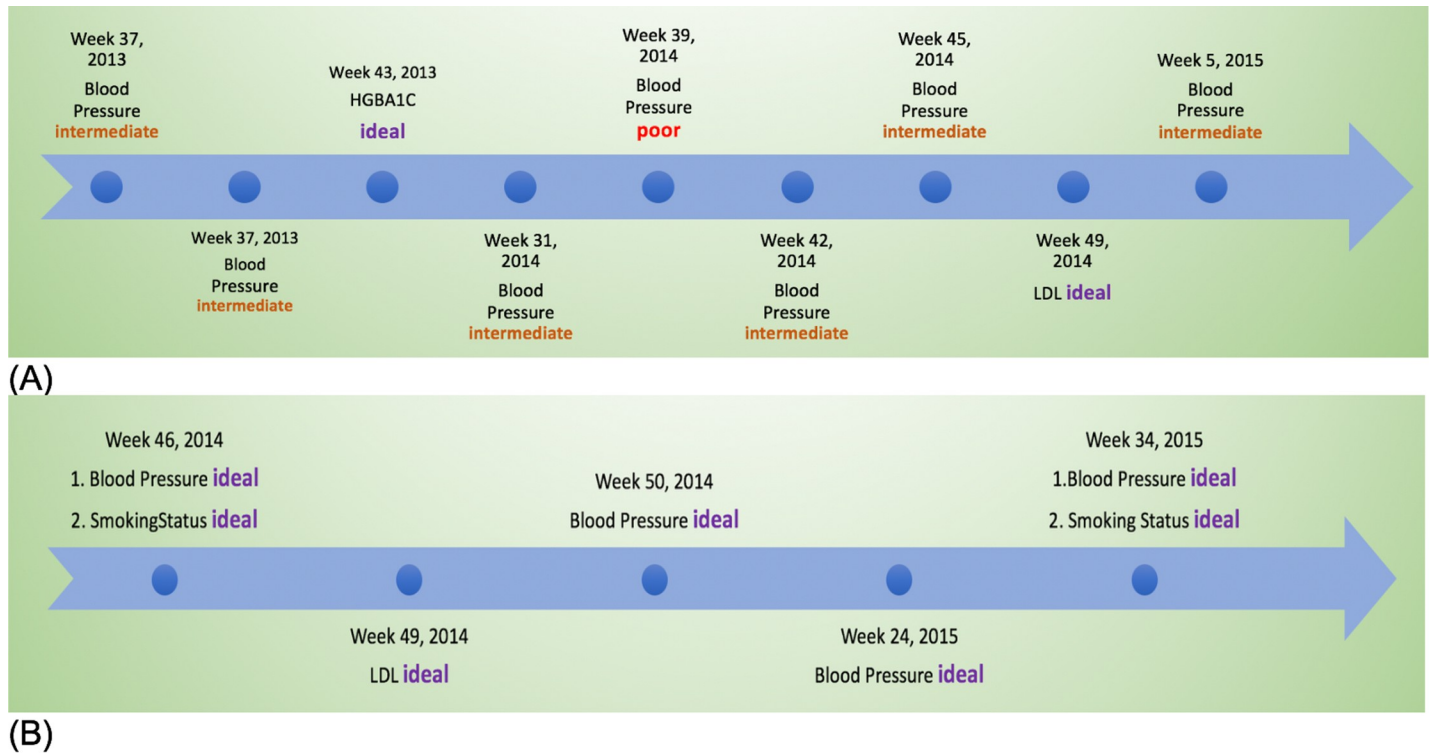 Week 37,
2013
Blood
Pressure
intermediate
Week 37, 2013
Blood
Pressure
intermediate
Week 43, 2013
HGBA1C
ideal
Week 31,
2014
Blood
Pressure
intermediate
Week 39,
2014
Blood
Pressure
poor
Week 42,
2014
Blood
Pressure
intermediate
Week 45,
2014
Blood
Pressure
intermediate
Week 49,
2014
LDL ideal
Week 5, 2015
Blood
Pressure
intermediate
(A)
Week 46, 2014
1. Blood Pressure ideal
2. SmokingStatus ideal
Week 49, 2014
LDL ideal
Week 50, 2014
Blood Pressure ideal
Week 24, 2015
Blood Pressure ideal
Week 34, 2015
1.Blood Pressure ideal
2. Smoking Status ideal
(B)